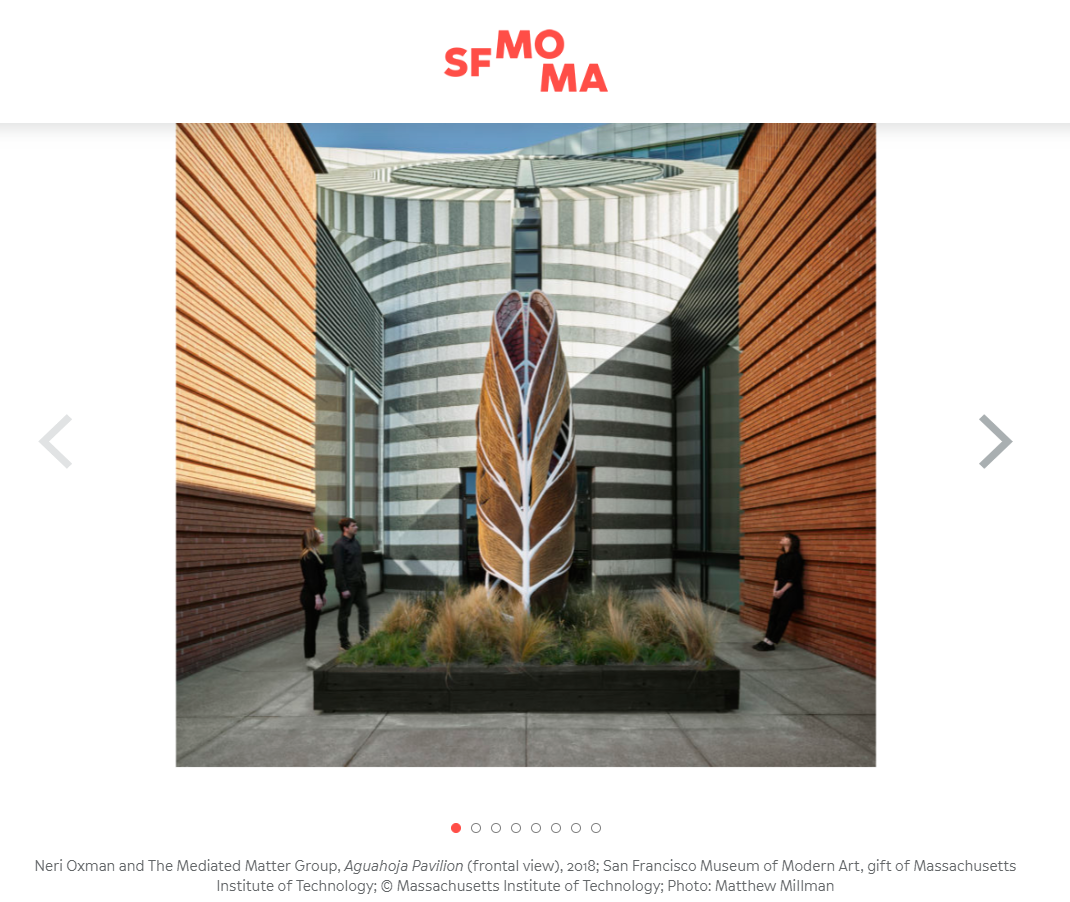 SFMOMA
Neri Oxman and The Mediated Matter Group, Aguahoja Pavilion (frontal view), 2018; San Francisco Museum of Modern Art, gift of Massachusetts
Institute of Technology; © Massachusetts Institute of Technology; Photo: Matthew Millman